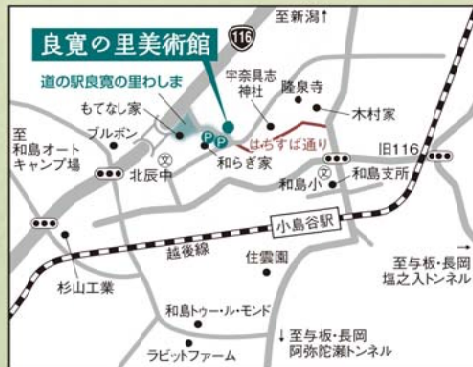 至新潟↑
116
良寛の里美術館
道の駅良寛の里わしま
宇奈具志
神社
隆泉寺
もてなし家
木村家
至
和島オート
キャンプ場
ブルボン
P
P
はちすば通り
旧116
北辰中
文
和らぎ家
文
和島小
和島支所
小島谷駅
越後線
杉山工業
住雲園
→
至与板・長岡
塩之入トンネル
和島トゥー・ル・モンド
ラビットファーム
↓至与板・長岡
阿弥陀瀬トンネル